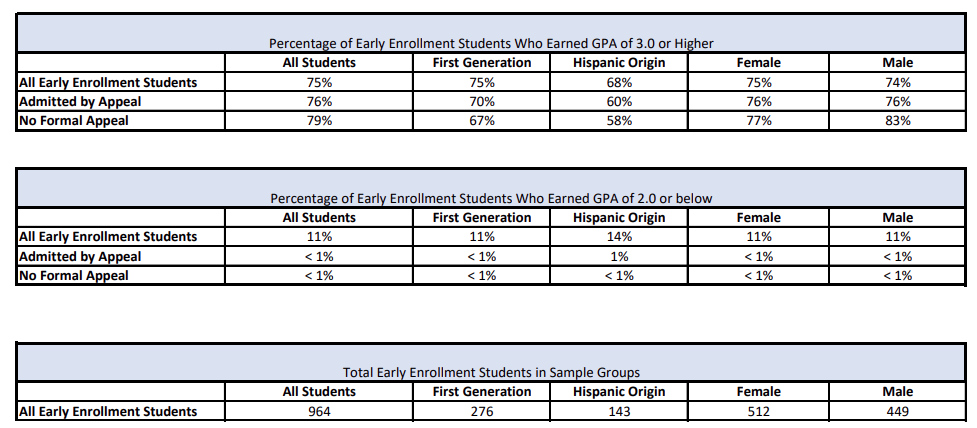 Percentage of Early Enrollment Students Who Earned GPA of 3.0 or Higher
All Students First Generation Hispanic Origin Female Male
All Early Enrollment Students 75% 75% 68% 75% 74%
Admitted by Appeal 76% 70% 60% 76% 76%
No Formal Appeal 79% 67% 58% 77% 83%
Percentage of Early Enrollment Students Who Earned GPA of 2.0 or below
All Students First Generation Hispanic Origin Female Male
All Early Enrollment Students 11% 11% 14% 11% 11%
Admitted by Appeal < 1% < 1% 1% < 1% < 1%
No Formal Appeal < 1% < 1% < 1% < 1% < 1%
Total Early Enrollment Students in Sample Groups
All Students First Generation Hispanic Origin Female Male
All Early Enrollment Students 964 276 143 512 449